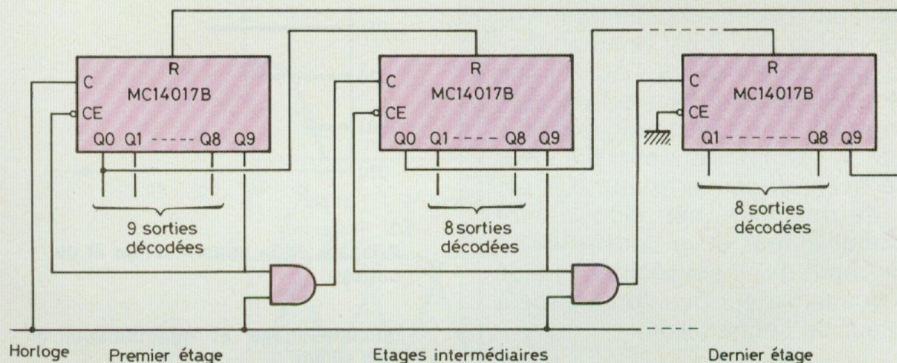 R
C
MC14017B
CE
Q0 Q1 Q8 Q9
9 sorties
décodées
R
C
MC14017B
CE
Q0 Q1 Q8 Q9
8 sorties
décodées
R
C
MC14017B
CE
Q1 Q8 Q9
8 sorties
décodées
Horloge
Premier étage
Etages intermédiaires
Dernier étage